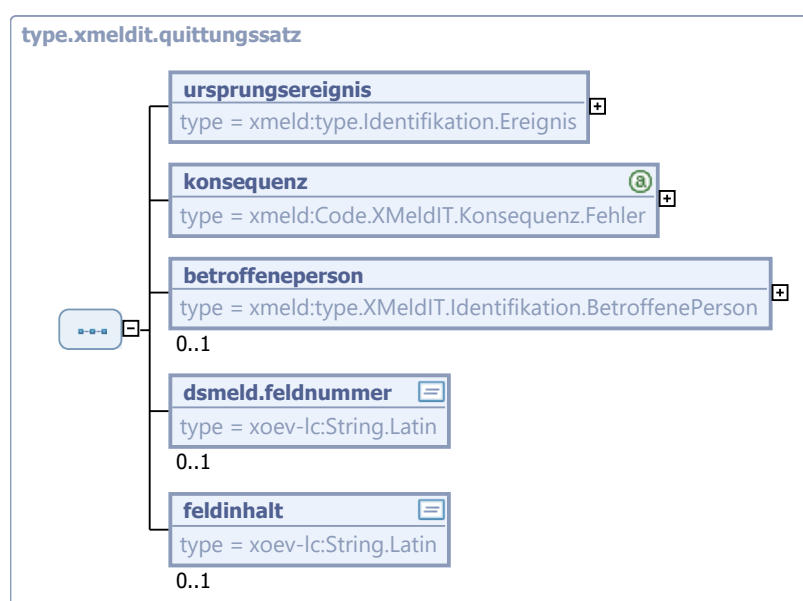 type.xmeldit.quittungssatz
ursprungsereignis
type = xmeld:type.Identifikation.Ereignis
konsequenz
type = xmeld:Code.XMeldIT.Konsequenz.Fehler
betroffeneperson
type = xmeld:type.XMeldIT.Identifikation.BetroffenePerson
0..1
dsmeld.feldnummer
type = xoev-lc:String.Latin
0..1
feldinhalt
type = xoev-lc:String.Latin
0..1